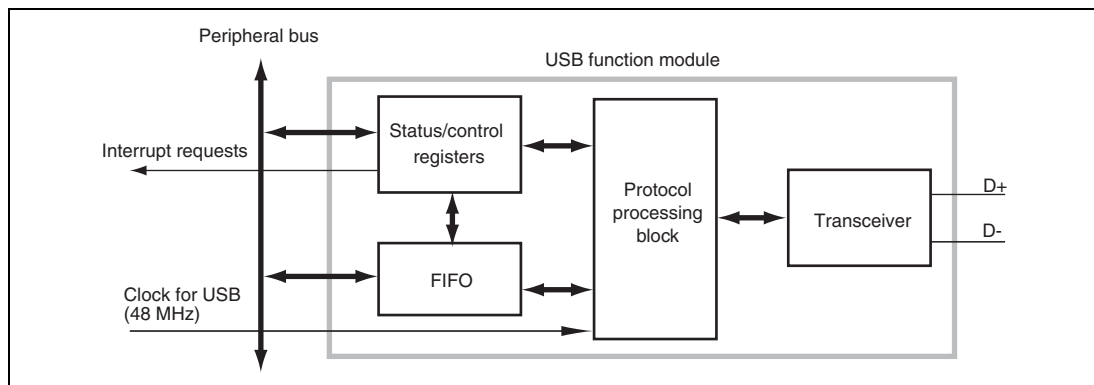 Peripheral bus
USB function module
Status/control
registers
Interrupt requests
Protocol
processing
block
Transceiver
D+
D-
FIFO
Clock for USB
(48 MHz)